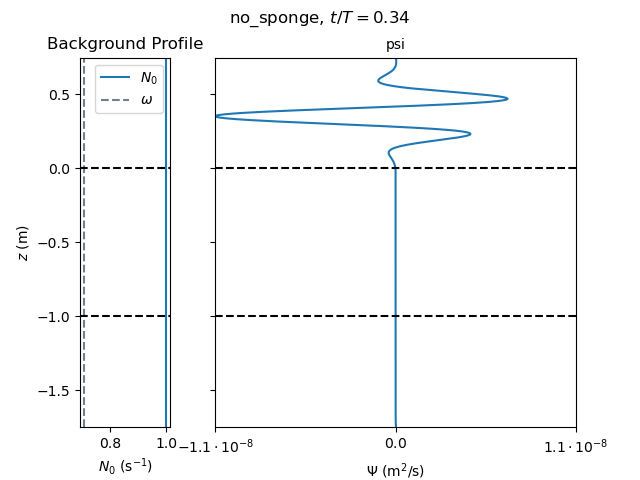 no_sponge, t/T = 0.34
Background Profile
psi
N₀
ω
0.5
0.0
−0.5
−1.0
−1.5
z (m)
0.8
1.0
N₀ (s⁻¹)
−1.1 · 10⁻⁸
0.0
1.1 · 10⁻⁸
Ψ (m²/s)